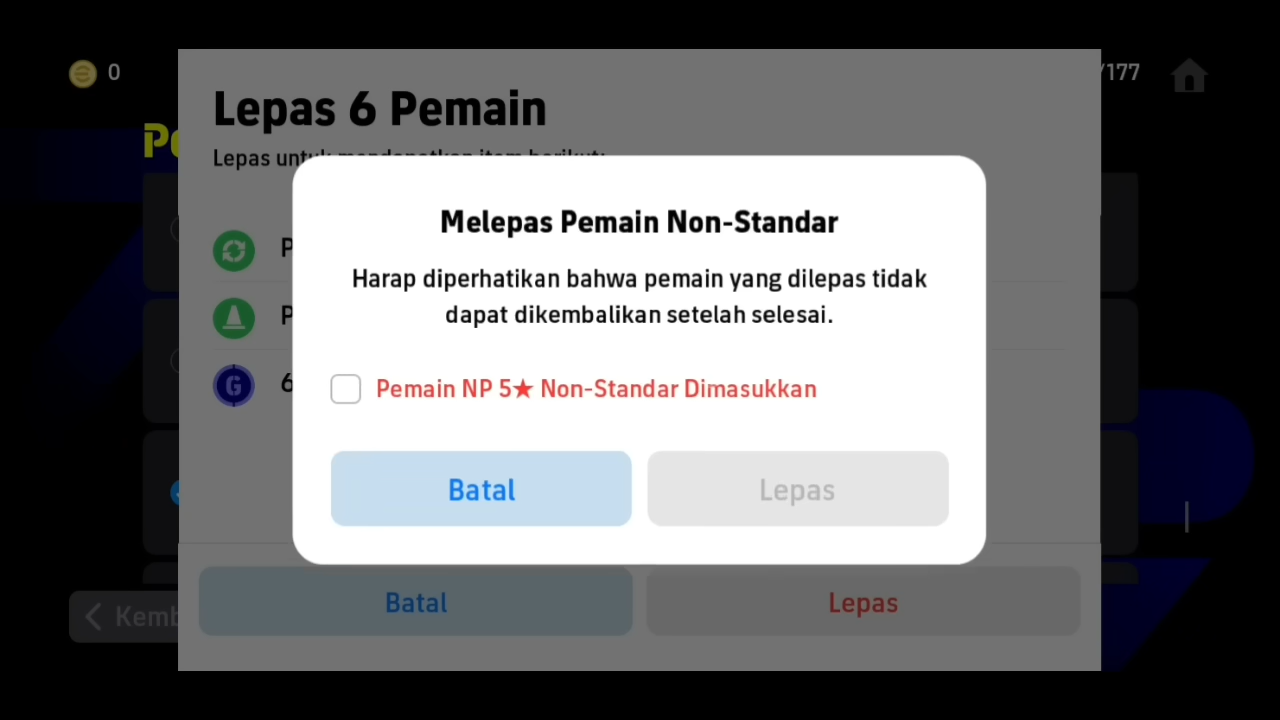 0
/177
Lepas 6 Pemain
Melepas Pemain Non-Standar
Harap diperhatikan bahwa pemain yang dilepas tidak
dapat dikembalikan setelah selesai.
Pemain NP 5★ Non-Standar Dimasukkan
Batal
Lepas
G
Batal
Lepas